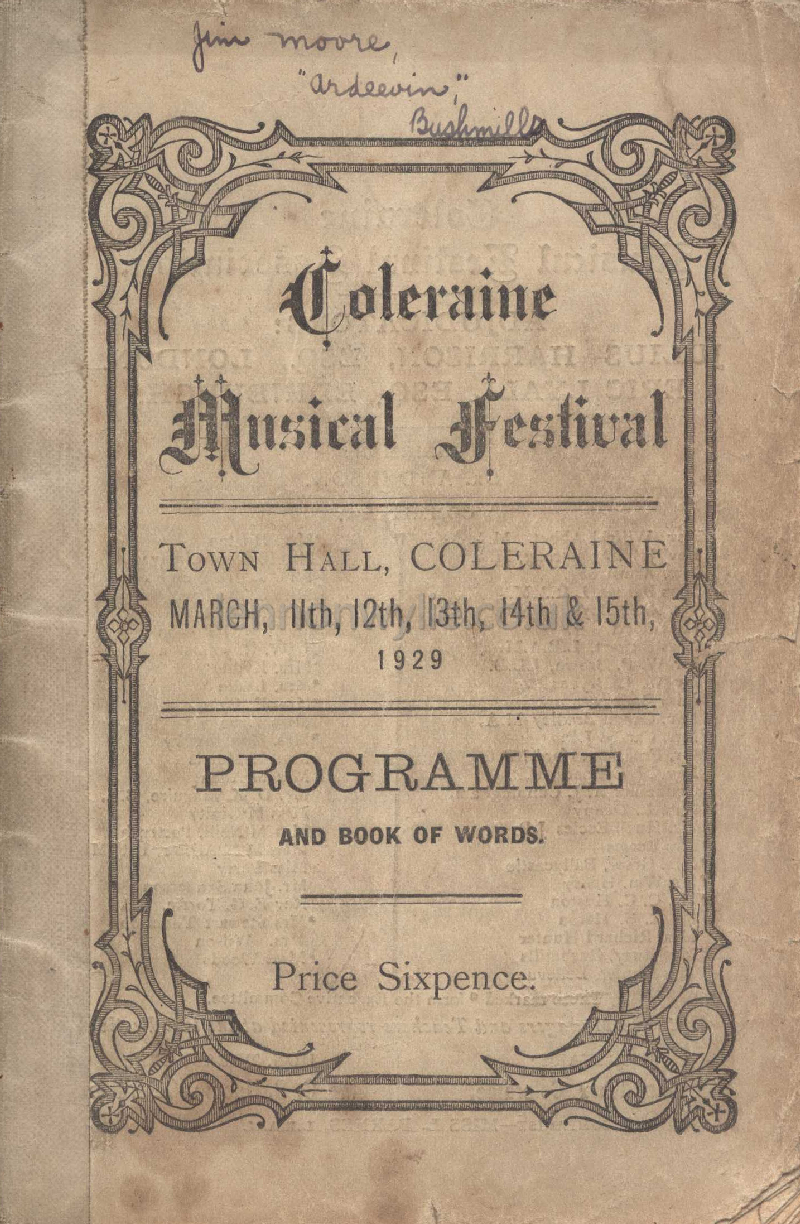 Jim Moore,
"Ardeevin,"
Bushmills
Coleraine
Musical Festival
TOWN HALL, COLERAINE
MARCH, 11th, 12th, 13th, 14th & 15th,
1929
PROGRAMME
AND BOOK OF WORDS.
Price Sixpence.